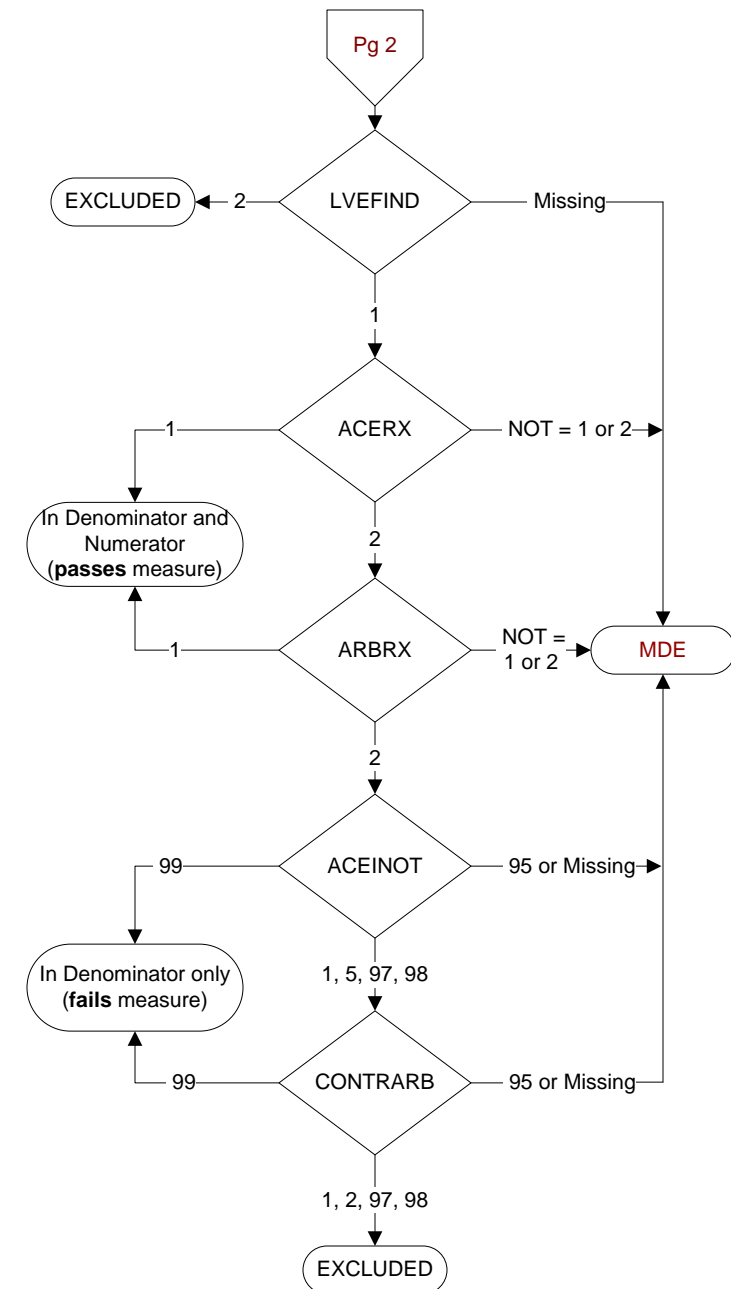 Pg 2
EXCLUDED
2
LVEFIND
Missing
1
1
ACERX
NOT = 1 or 2
In Denominator and
Numerator
(passes measure)
2
1
ARBRX
NOT =
1 or 2
MDE
2
99
ACEINOT
95 or Missing
In Denominator only
(fails measure)
1, 5, 97, 98
99
CONTRARB
95 or Missing
1, 2, 97, 98
EXCLUDED